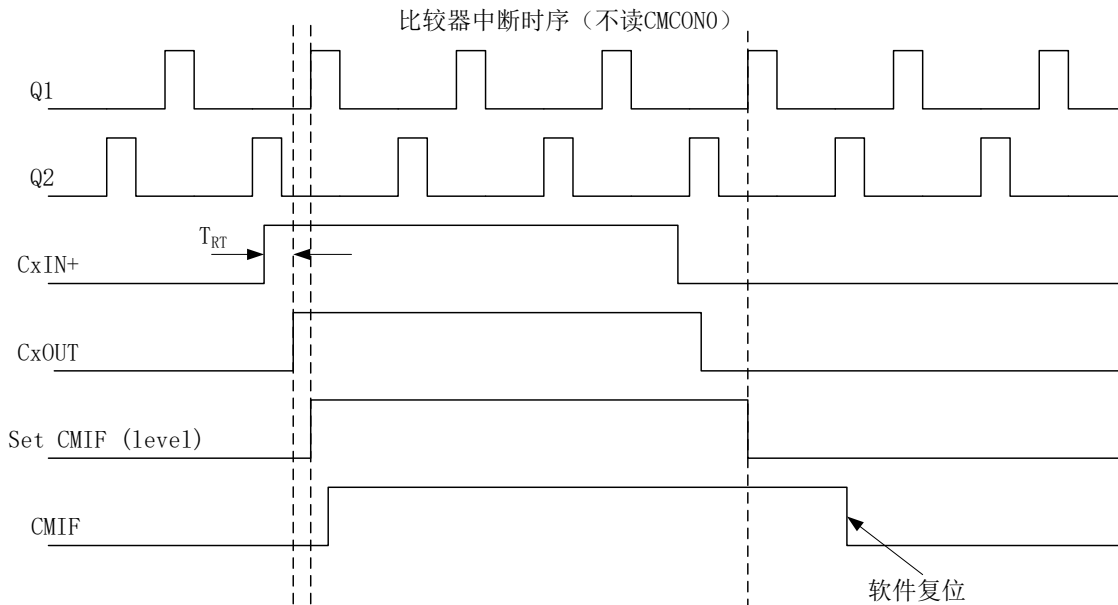 比较器中断时序（不读CMCON0）
Q1
Q2
TRT
CxIN+
CxOUT
Set CMIF (level)
CMIF
软件复位